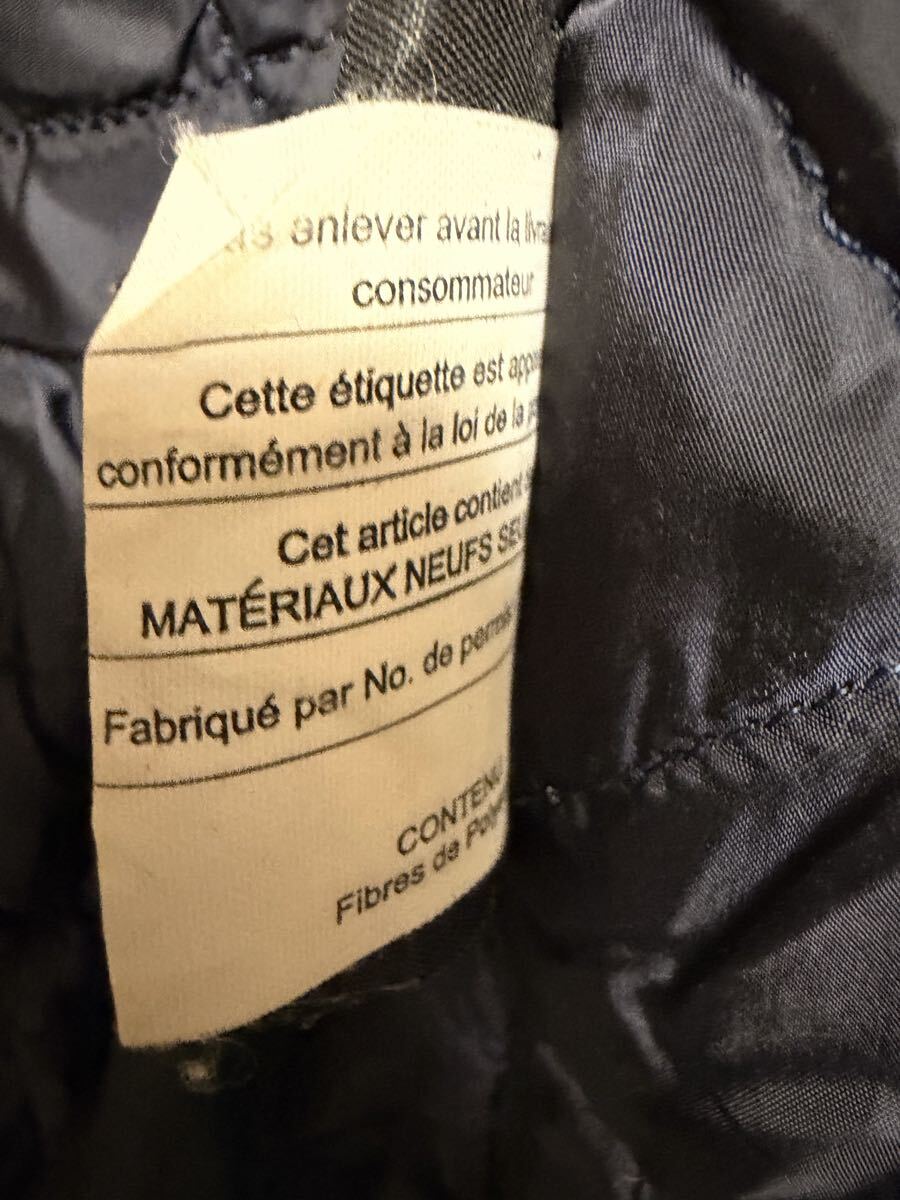 enlever avant la
consommateur
Cette étiquette est
conformément à la loi de la
Cet article contient
MATÉRIAUX NEUFS
Fabriqué par No. de permis
CONTENU
Fibres de